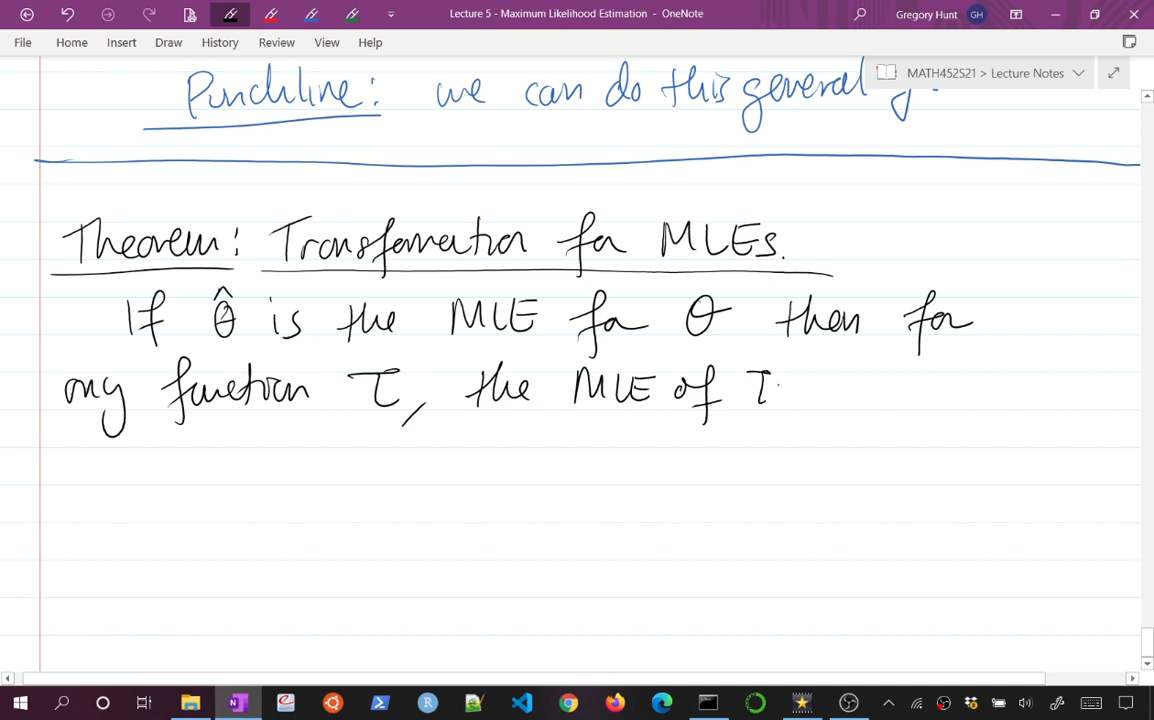 Lecture 5 - Maximum Likelihood Estimation - OneNote
Gregory Hunt GH
File Home Insert Draw History Review View Help
MATH452S21 > Lecture Notes
Punchline: we can do this general
Theorem: Transformation for MLEs.
If θ̂ is the MLE for θ then for
any function τ, the MLE of τ